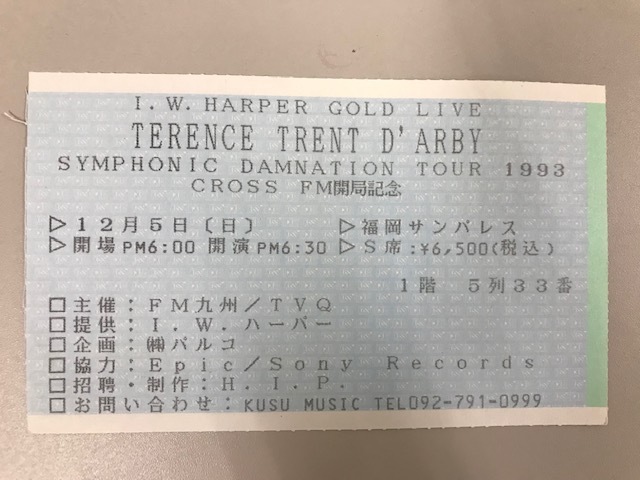 I.W.HARPER GOLD LIVE
TERENCE TRENT D'ARBY
SYMPHONIC DAMNATION TOUR 1993
CROSS FM開局記念
▷12月5日〔日〕 ▷福岡サンパレス
▷開場PM6:00 開演PM6:30 ▷S席:¥6,500(税込)
1階 5列33番
□主催:FM九州/TVQ
□提供:I.W.ハーパー
□企画:㈱パルコ
□協力:Epic/Sony Records
□招聘・制作:H.I.P.
□お問い合わせ:KUSU MUSIC TEL092-791-0999